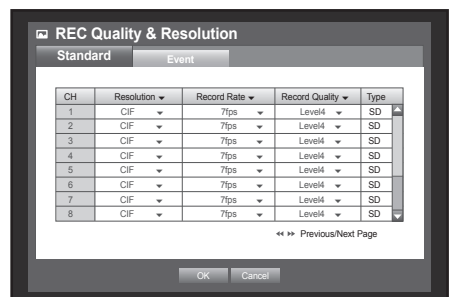 REC Quality & Resolution
Standard Event
CH Resolution Record Rate Record Quality Type
1 CIF 7fps Level4 SD
2 CIF 7fps Level4 SD
3 CIF 7fps Level4 SD
4 CIF 7fps Level4 SD
5 CIF 7fps Level4 SD
6 CIF 7fps Level4 SD
7 CIF 7fps Level4 SD
8 CIF 7fps Level4 SD
Previous/Next Page
OK Cancel